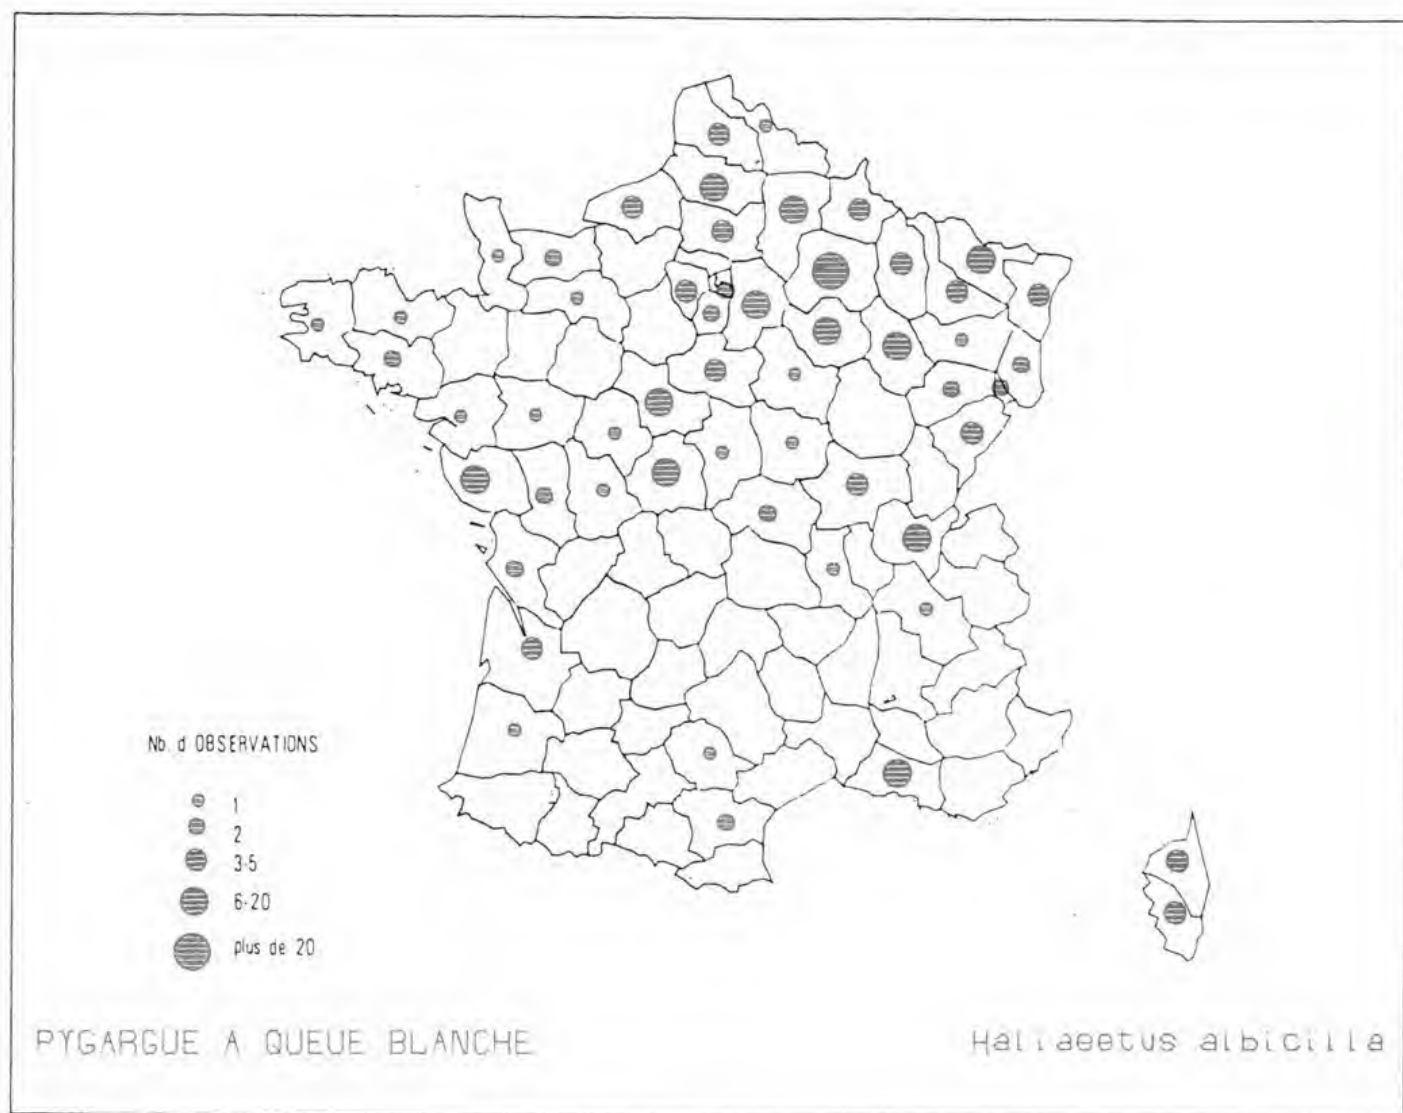 Nb. d OBSERVATIONS
1
2
3-5
6-20
plus de 20
PYGARGUE A QUEUE BLANCHE
Haliaeetus albicilla